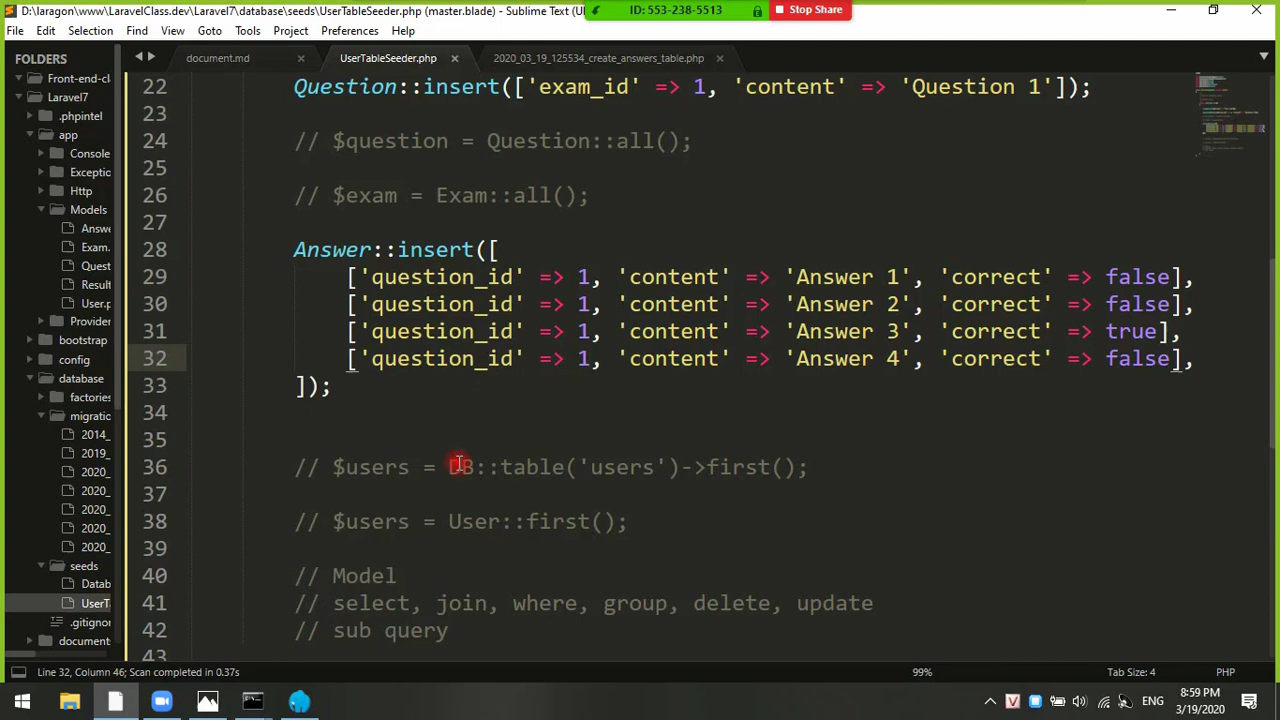 D:\laragon\www\LaravelClass.dev\Laravel7\database\seeds\UserTableSeeder.php (master.blade) - Sublime Text (U
ID: 553-238-5513
Stop Share
File Edit Selection Find View Goto Tools Project Preferences Help
FOLDERS
document.md
UserTableSeeder.php
2020_03_19_125534_create_answers_table.php
Front-end-cl
Laravel7
.phpintel
app
Console
Exceptio
Http
Models
Answe
Exam.
Quest
Result
User.p
Provider
bootstrap
config
database
factories
migration
2014_
2019_
2020_
2020_
2020_
2020_
2020_
seeds
Datab
UserTa
.gitignor
document
22 Question::insert(['exam_id' => 1, 'content' => 'Question 1']);
23
24 // $question = Question::all();
25
26 // $exam = Exam::all();
27
28 Answer::insert([
29 ['question_id' => 1, 'content' => 'Answer 1', 'correct' => false],
30 ['question_id' => 1, 'content' => 'Answer 2', 'correct' => false],
31 ['question_id' => 1, 'content' => 'Answer 3', 'correct' => true],
32 ['question_id' => 1, 'content' => 'Answer 4', 'correct' => false],
33 ]);
34
35
36 // $users = DB::table('users')->first();
37
38 // $users = User::first();
39
40 // Model
41 // select, join, where, group, delete, update
42 // sub query
43
Line 32, Column 46; Scan completed in 0.37s
99%
Tab Size: 4
PHP
ENG
8:59 PM
3/19/2020